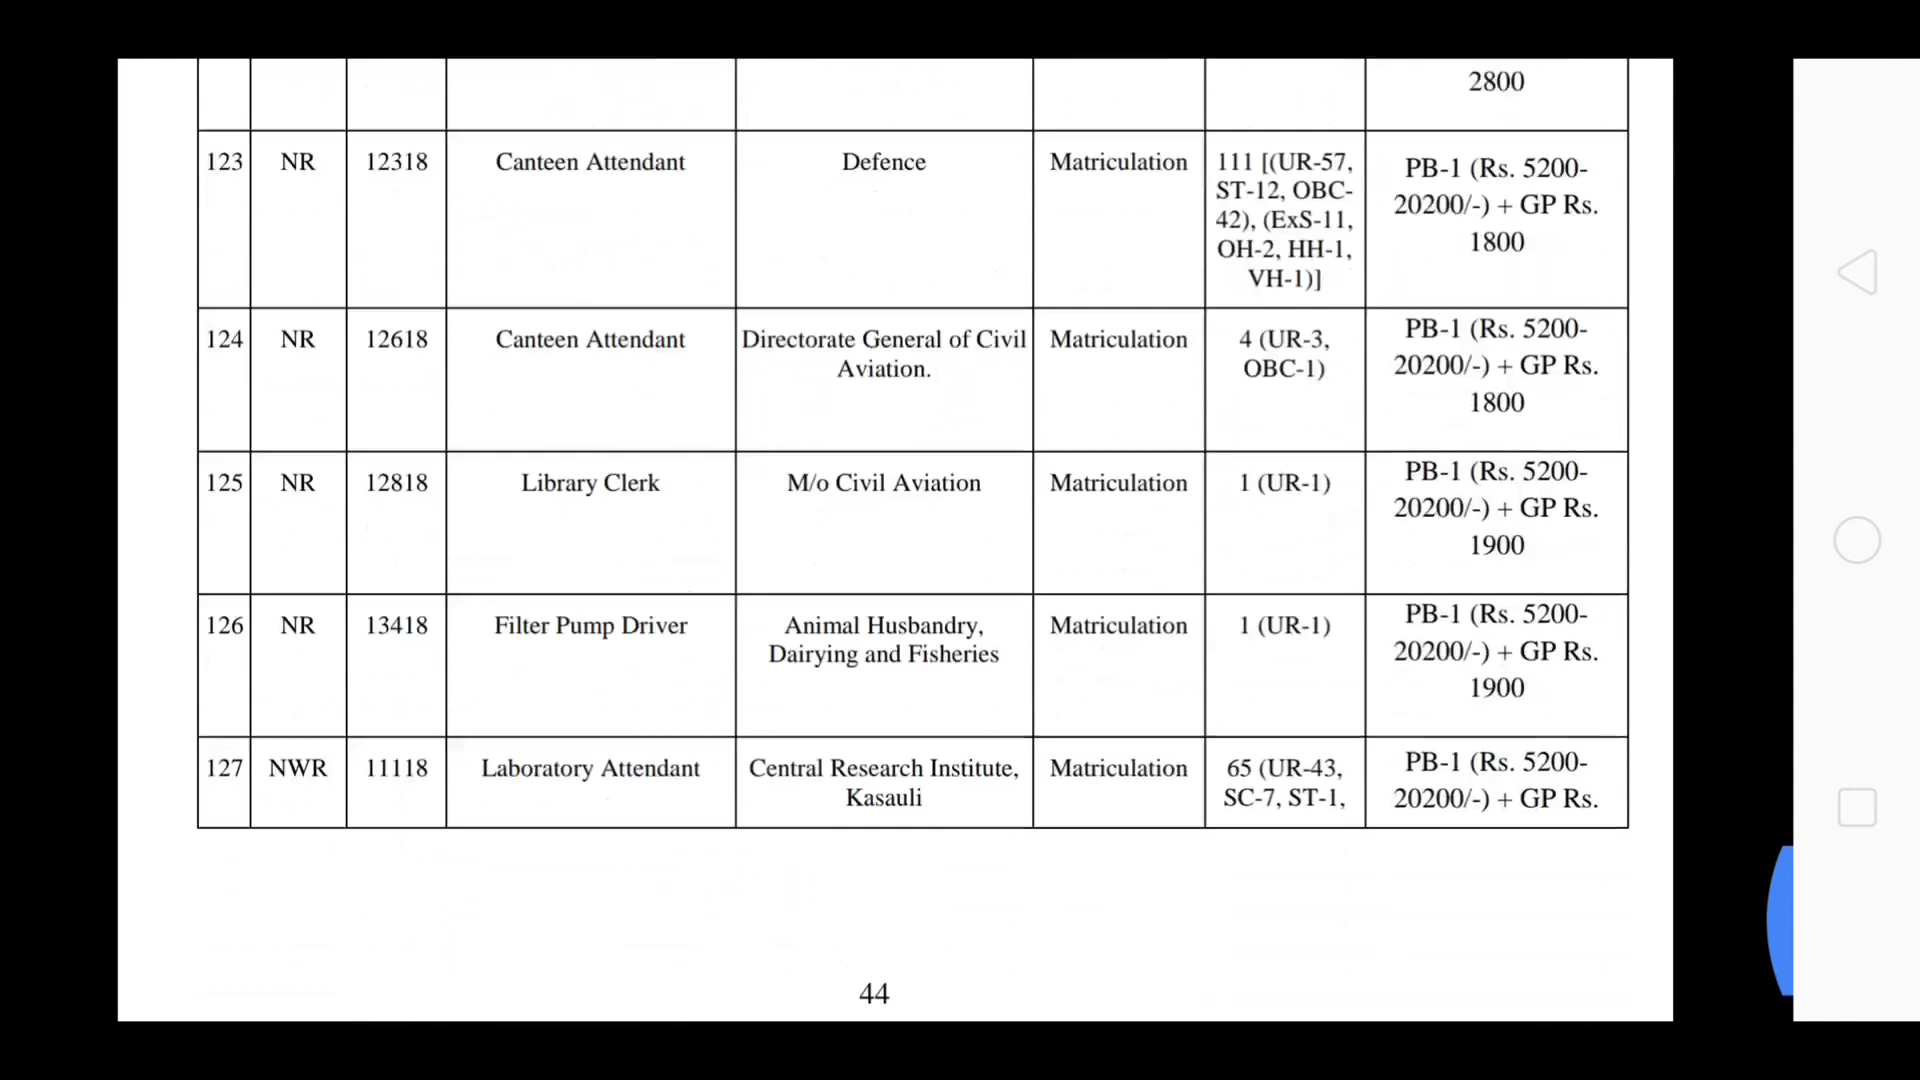 2800
123 NR 12318 Canteen Attendant Defence Matriculation 111 [(UR-57, ST-12, OBC-42), (ExS-11, OH-2, HH-1, VH-1)] PB-1 (Rs. 5200-20200/-) + GP Rs. 1800
124 NR 12618 Canteen Attendant Directorate General of Civil Aviation. Matriculation 4 (UR-3, OBC-1) PB-1 (Rs. 5200-20200/-) + GP Rs. 1800
125 NR 12818 Library Clerk M/o Civil Aviation Matriculation 1 (UR-1) PB-1 (Rs. 5200-20200/-) + GP Rs. 1900
126 NR 13418 Filter Pump Driver Animal Husbandry, Dairying and Fisheries Matriculation 1 (UR-1) PB-1 (Rs. 5200-20200/-) + GP Rs. 1900
127 NWR 11118 Laboratory Attendant Central Research Institute, Kasauli Matriculation 65 (UR-43, SC-7, ST-1, PB-1 (Rs. 5200-20200/-) + GP Rs.
44